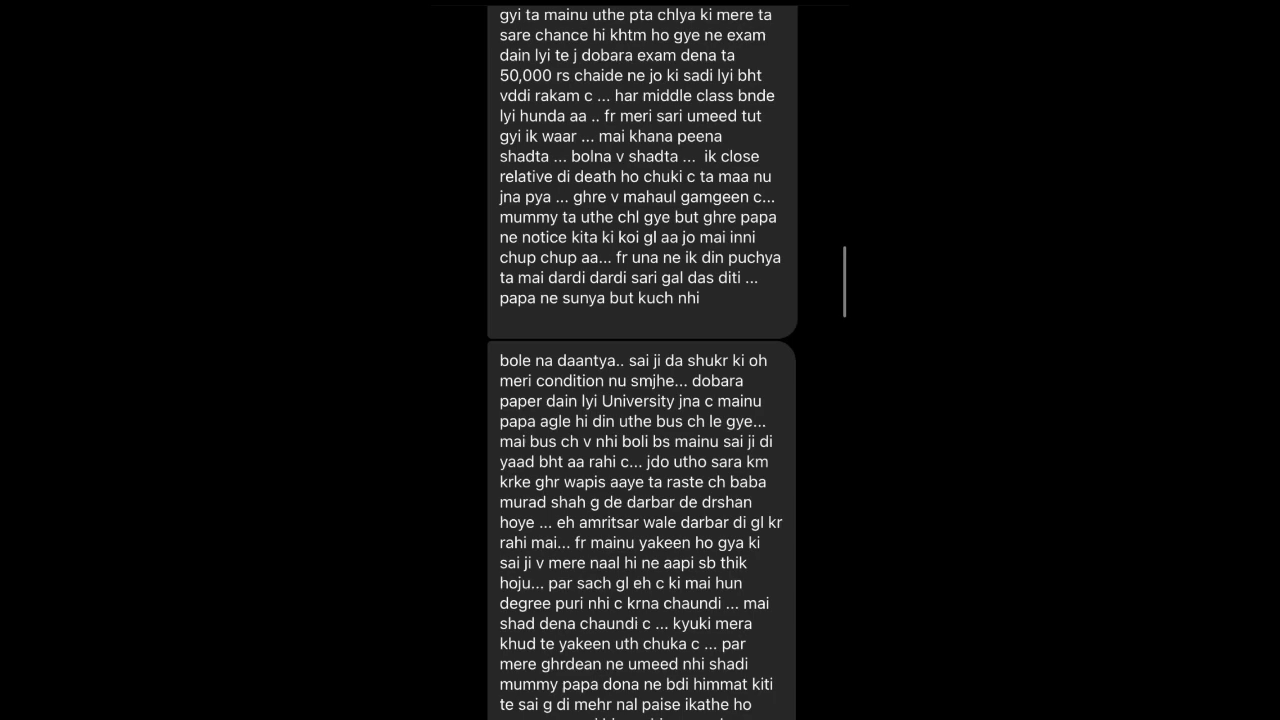 gyi ta mainu uthe pta chlya ki mere ta
sare chance hi khtm ho gye ne exam
dain lyi te j dobara exam dena ta
50,000 rs chaide ne jo ki sadi lyi bht
vddi rakam c ... har middle class bnde
lyi hunda aa .. fr meri sari umeed tut
gyi ik waar ... mai khana peena
shadta ... bolna v shadta ...  ik close
relative di death ho chuki c ta maa nu
jna pya ... ghre v mahaul gamgeen c...
mummy ta uthe chl gye but ghre papa
ne notice kita ki koi gl aa jo mai inni
chup chup aa... fr una ne ik din puchya
ta mai dardi dardi sari gal das diti ...
papa ne sunya but kuch nhi
bole na daantya.. sai ji da shukr ki oh
meri condition nu smjhe... dobara
paper dain lyi University jna c mainu
papa agle hi din uthe bus ch le gye...
mai bus ch v nhi boli bs mainu sai ji di
yaad bht aa rahi c... jdo utho sara km
krke ghr wapis aaye ta raste ch baba
murad shah g de darbar de drshan
hoye ... eh amritsar wale darbar di gl kr
rahi mai... fr mainu yakeen ho gya ki
sai ji v mere naal hi ne aapi sb thik
hoju... par sach gl eh c ki mai hun
degree puri nhi c krna chaundi ... mai
shad dena chaundi c ... kyuki mera
khud te yakeen uth chuka c ... par
mere ghrdean ne umeed nhi shadi
mummy papa dona ne bdi himmat kiti
te sai g di mehr nal paise ikathe ho